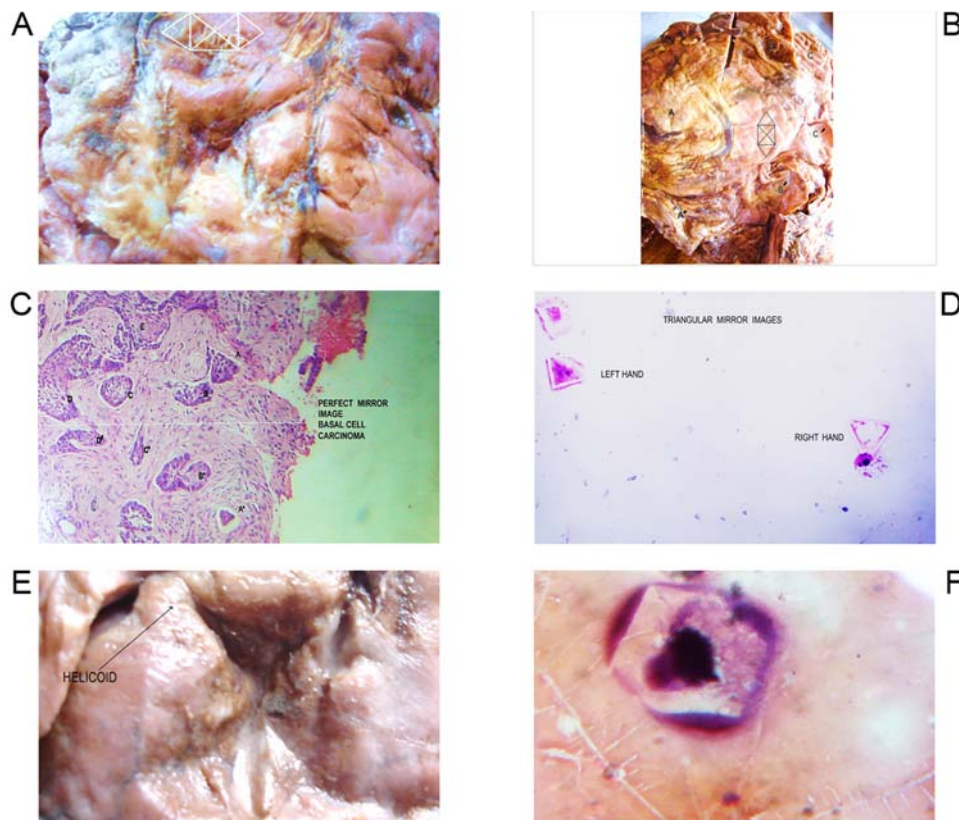 A
B
A
C
A'
C
E
A
B
C
D
D'
C'
B'
A'
PERFECT MIRROR
IMAGE
BASAL CELL
CARCINOMA
D
TRIANGULAR MIRROR IMAGES
LEFT HAND
RIGHT HAND
E
HELICOID
F